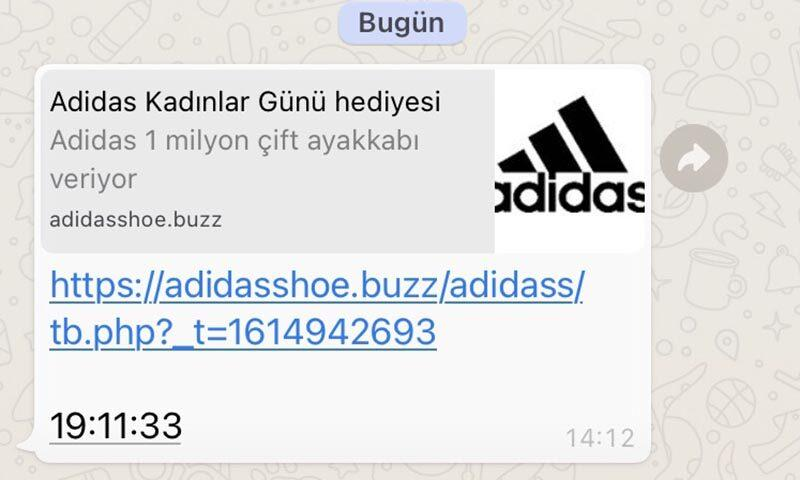 Bugün
Adidas Kadınlar Günü hediyesi
Adidas 1 milyon çift ayakkabı
veriyor
adidasshoe.buzz
adidas
https://adidasshoe.buzz/adidass/
tb.php?_t=1614942693
19:11:33
14:12